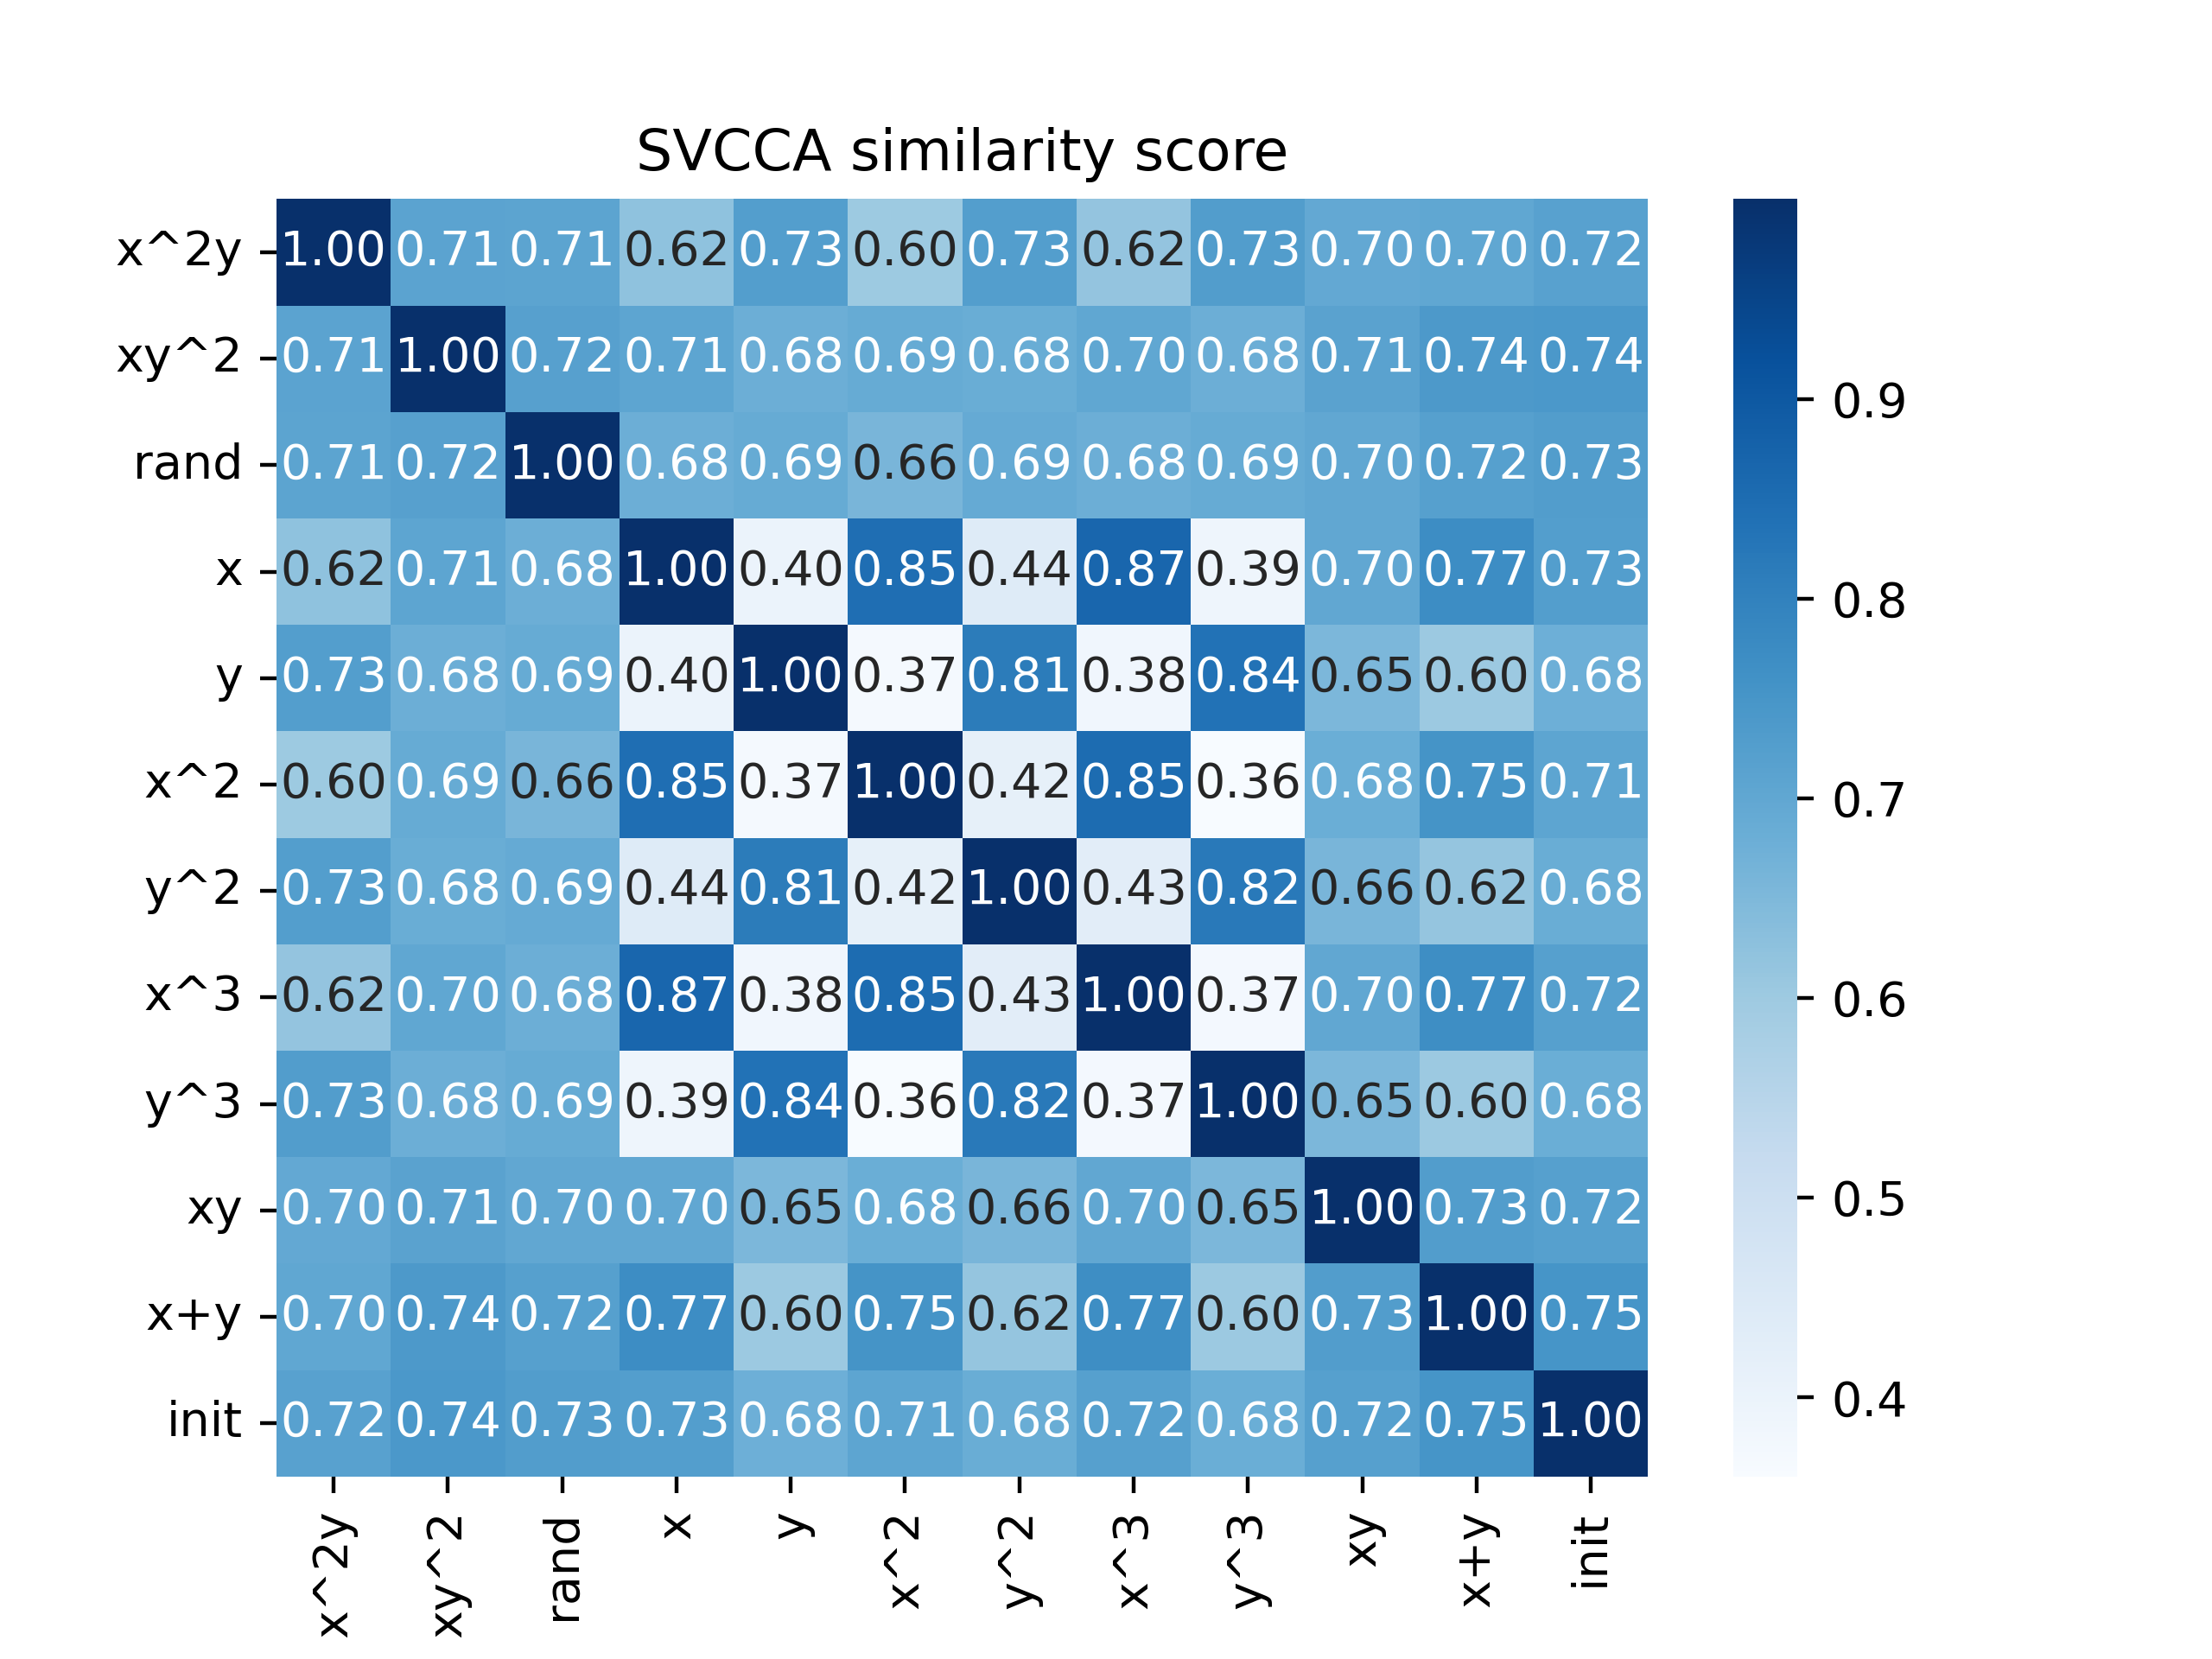 SVCCA similarity score
x^2y 1.00 0.71 0.71 0.62 0.73 0.60 0.73 0.62 0.73 0.70 0.70 0.72
xy^2 0.71 1.00 0.72 0.71 0.68 0.69 0.68 0.70 0.68 0.71 0.74 0.74
rand 0.71 0.72 1.00 0.68 0.69 0.66 0.69 0.68 0.69 0.70 0.72 0.73
x 0.62 0.71 0.68 1.00 0.40 0.85 0.44 0.87 0.39 0.70 0.77 0.73
y 0.73 0.68 0.69 0.40 1.00 0.37 0.81 0.38 0.84 0.65 0.60 0.68
x^2 0.60 0.69 0.66 0.85 0.37 1.00 0.42 0.85 0.36 0.68 0.75 0.71
y^2 0.73 0.68 0.69 0.44 0.81 0.42 1.00 0.43 0.82 0.66 0.62 0.68
x^3 0.62 0.70 0.68 0.87 0.38 0.85 0.43 1.00 0.37 0.70 0.77 0.72
y^3 0.73 0.68 0.69 0.39 0.84 0.36 0.82 0.37 1.00 0.65 0.60 0.68
xy 0.70 0.71 0.70 0.70 0.65 0.68 0.66 0.70 0.65 1.00 0.73 0.72
x+y 0.70 0.74 0.72 0.77 0.60 0.75 0.62 0.77 0.60 0.73 1.00 0.75
init 0.72 0.74 0.73 0.73 0.68 0.71 0.68 0.72 0.68 0.72 0.75 1.00
x^2y xy^2 rand x y x^2 y^2 x^3 y^3 xy x+y init
0.9
0.8
0.7
0.6
0.5
0.4